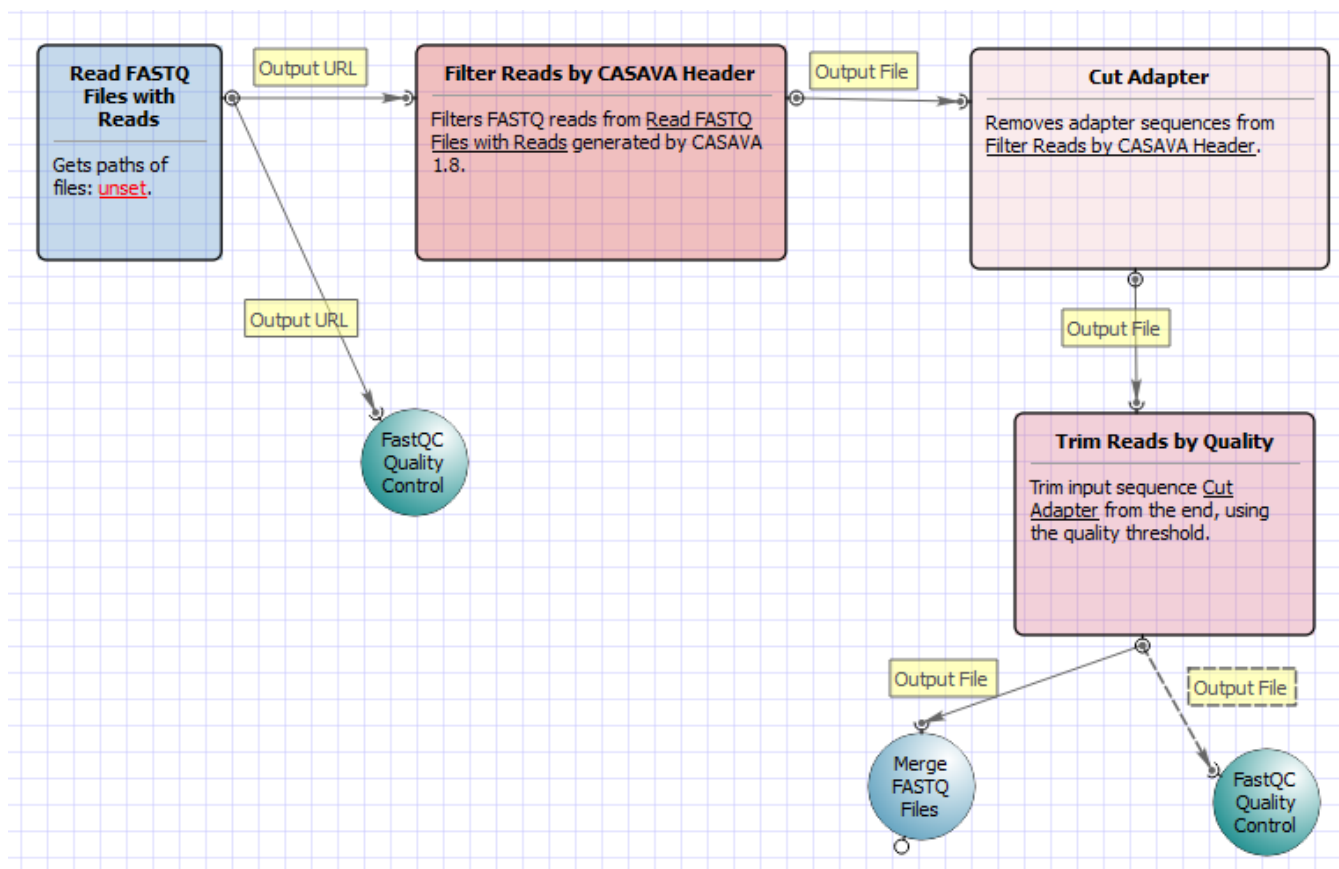 Read FASTQ
Files with
Reads
Gets paths of
files: unset.
Output URL
Filter Reads by CASAVA Header
Filters FASTQ reads from Read FASTQ
Files with Reads generated by CASAVA
1.8.
Output File
Cut Adapter
Removes adapter sequences from
Filter Reads by CASAVA Header.
Output URL
FastQC
Quality
Control
Output File
Trim Reads by Quality
Trim input sequence Cut
Adapter from the end, using
the quality threshold.
Output File
Output File
Merge
FASTQ
Files
FastQC
Quality
Control